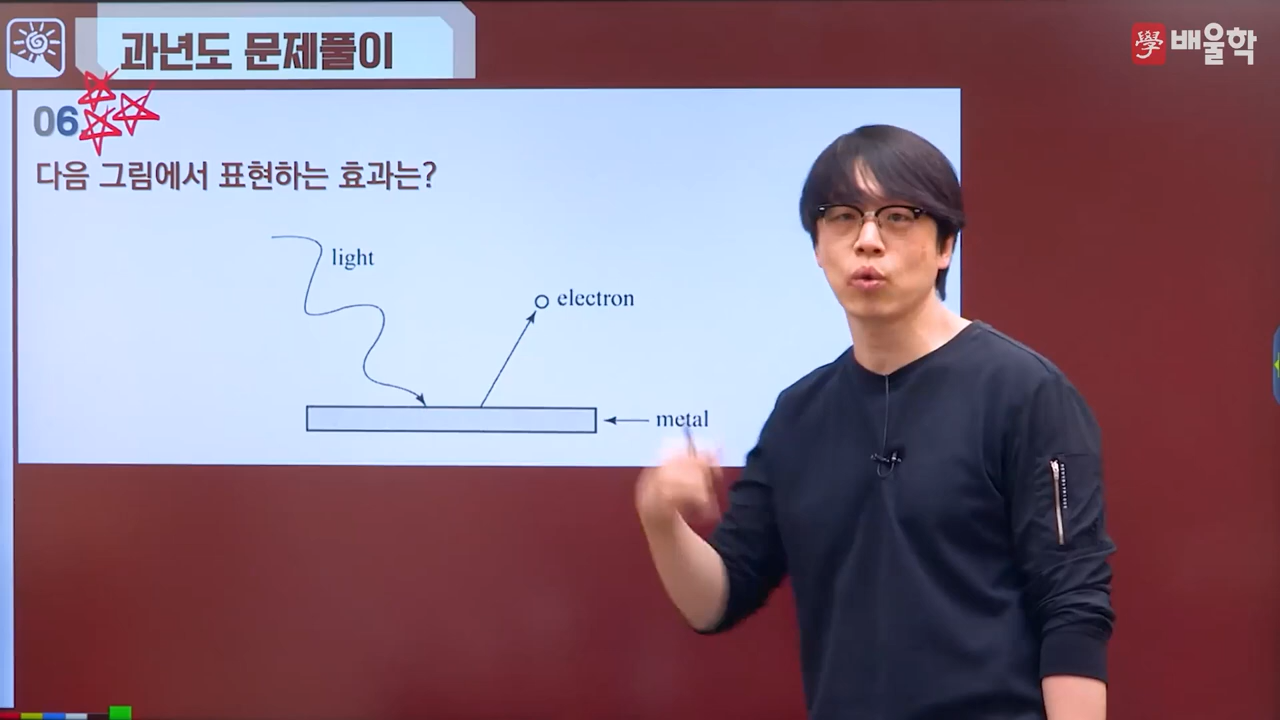 과년도 문제풀이
學 배울학
06
다음 그림에서 표현하는 효과는?
light
electron
metal